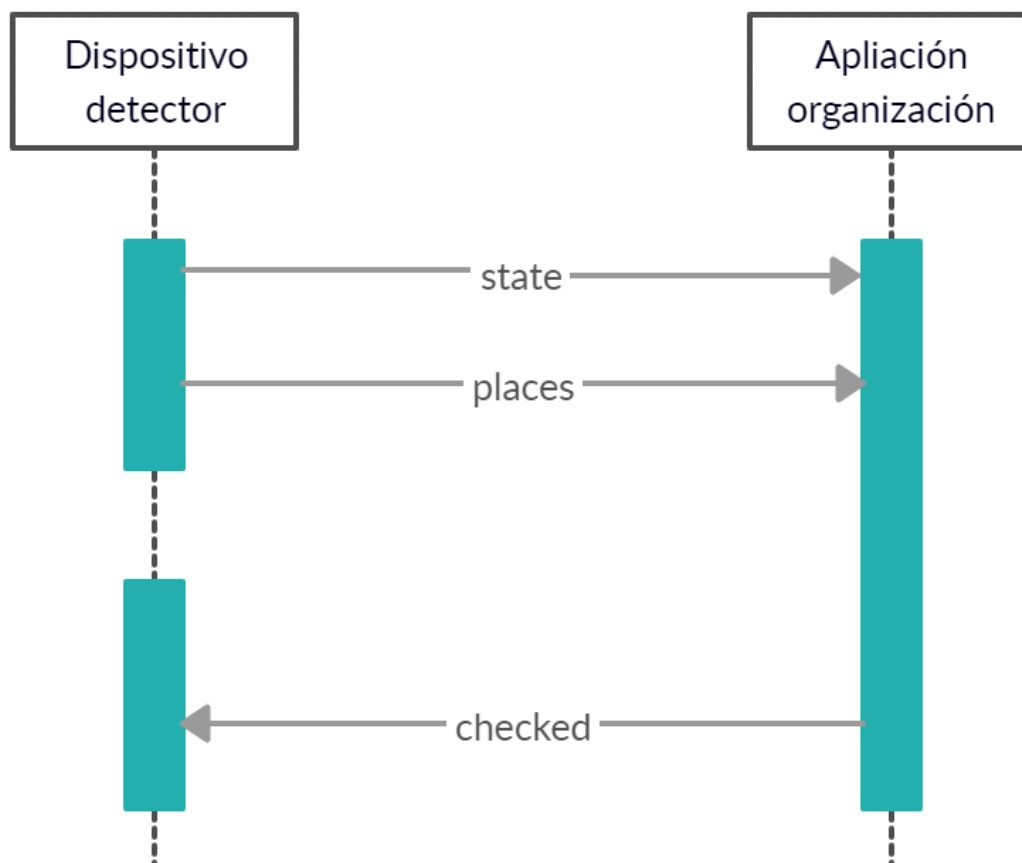 Dispositivo
detector
Apliación
organización
state
places
checked